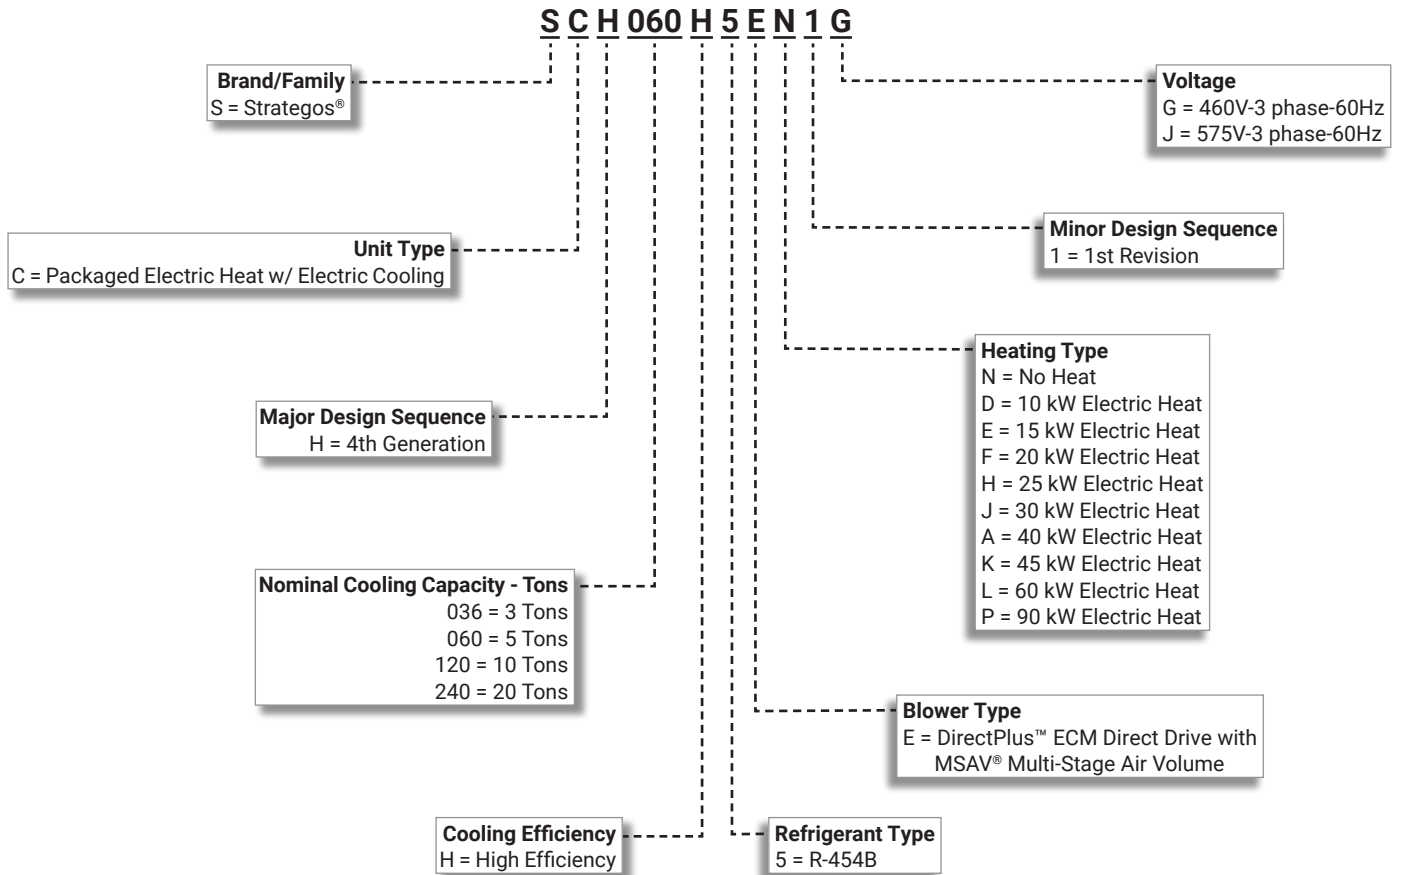 S C H 060 H 5 E N 1 G
Brand/Family
S = Strategos®
Voltage
G = 460V-3 phase-60Hz
J = 575V-3 phase-60Hz
Unit Type
C = Packaged Electric Heat w/ Electric Cooling
Minor Design Sequence
1 = 1st Revision
Heating Type
N = No Heat
D = 10 kW Electric Heat
E = 15 kW Electric Heat
F = 20 kW Electric Heat
H = 25 kW Electric Heat
J = 30 kW Electric Heat
A = 40 kW Electric Heat
K = 45 kW Electric Heat
L = 60 kW Electric Heat
P = 90 kW Electric Heat
Major Design Sequence
H = 4th Generation
Nominal Cooling Capacity - Tons
036 = 3 Tons
060 = 5 Tons
120 = 10 Tons
240 = 20 Tons
Blower Type
E = DirectPlus™ ECM Direct Drive with
MSAV® Multi-Stage Air Volume
Cooling Efficiency
H = High Efficiency
Refrigerant Type
5 = R-454B